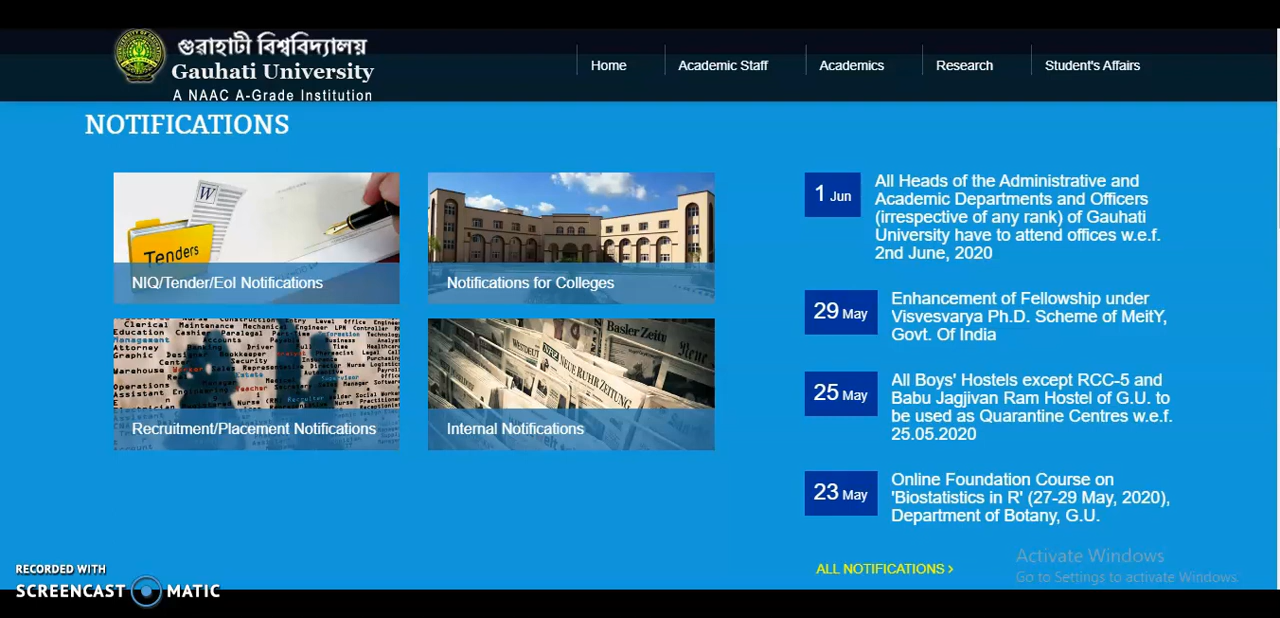 গুৱাহাটী বিশ্ববিদ্যালয়
Gauhati University
A NAAC A-Grade Institution
Home
Academic Staff
Academics
Research
Student's Affairs
NOTIFICATIONS
Tenders
W
NIQ/Tender/EoI Notifications
Notifications for Colleges
Recruitment/Placement Notifications
Basler Zeitung
NEUE RUHR ZEITUNG
Internal Notifications
1 Jun
All Heads of the Administrative and
Academic Departments and Officers
(irrespective of any rank) of Gauhati
University have to attend offices w.e.f.
2nd June, 2020
29 May
Enhancement of Fellowship under
Visvesvarya Ph.D. Scheme of MeitY,
Govt. Of India
25 May
All Boys' Hostels except RCC-5 and
Babu Jagjivan Ram Hostel of G.U. to
be used as Quarantine Centres w.e.f.
25.05.2020
23 May
Online Foundation Course on
'Biostatistics in R' (27-29 May, 2020),
Department of Botany, G.U.
ALL NOTIFICATIONS ›
Activate Windows
Go to Settings to activate Windows.
RECORDED WITH
SCREENCAST MATIC